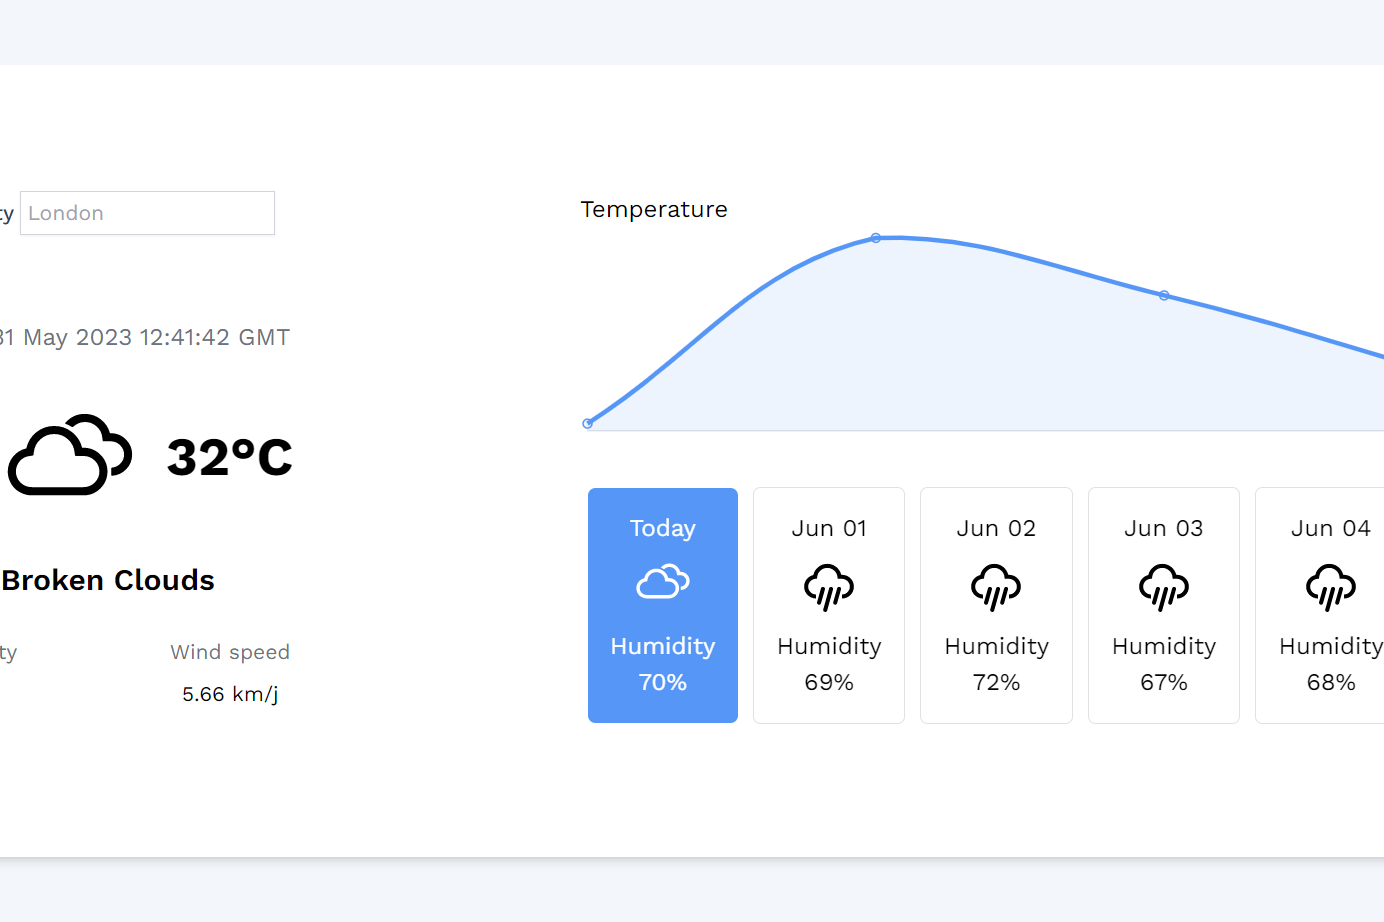 ty London
31 May 2023 12:41:42 GMT
32°C
Broken Clouds
ty Wind speed
5.66 km/j
Temperature
Today Jun 01 Jun 02 Jun 03 Jun 04
Humidity Humidity Humidity Humidity Humidity
70% 69% 72% 67% 68%